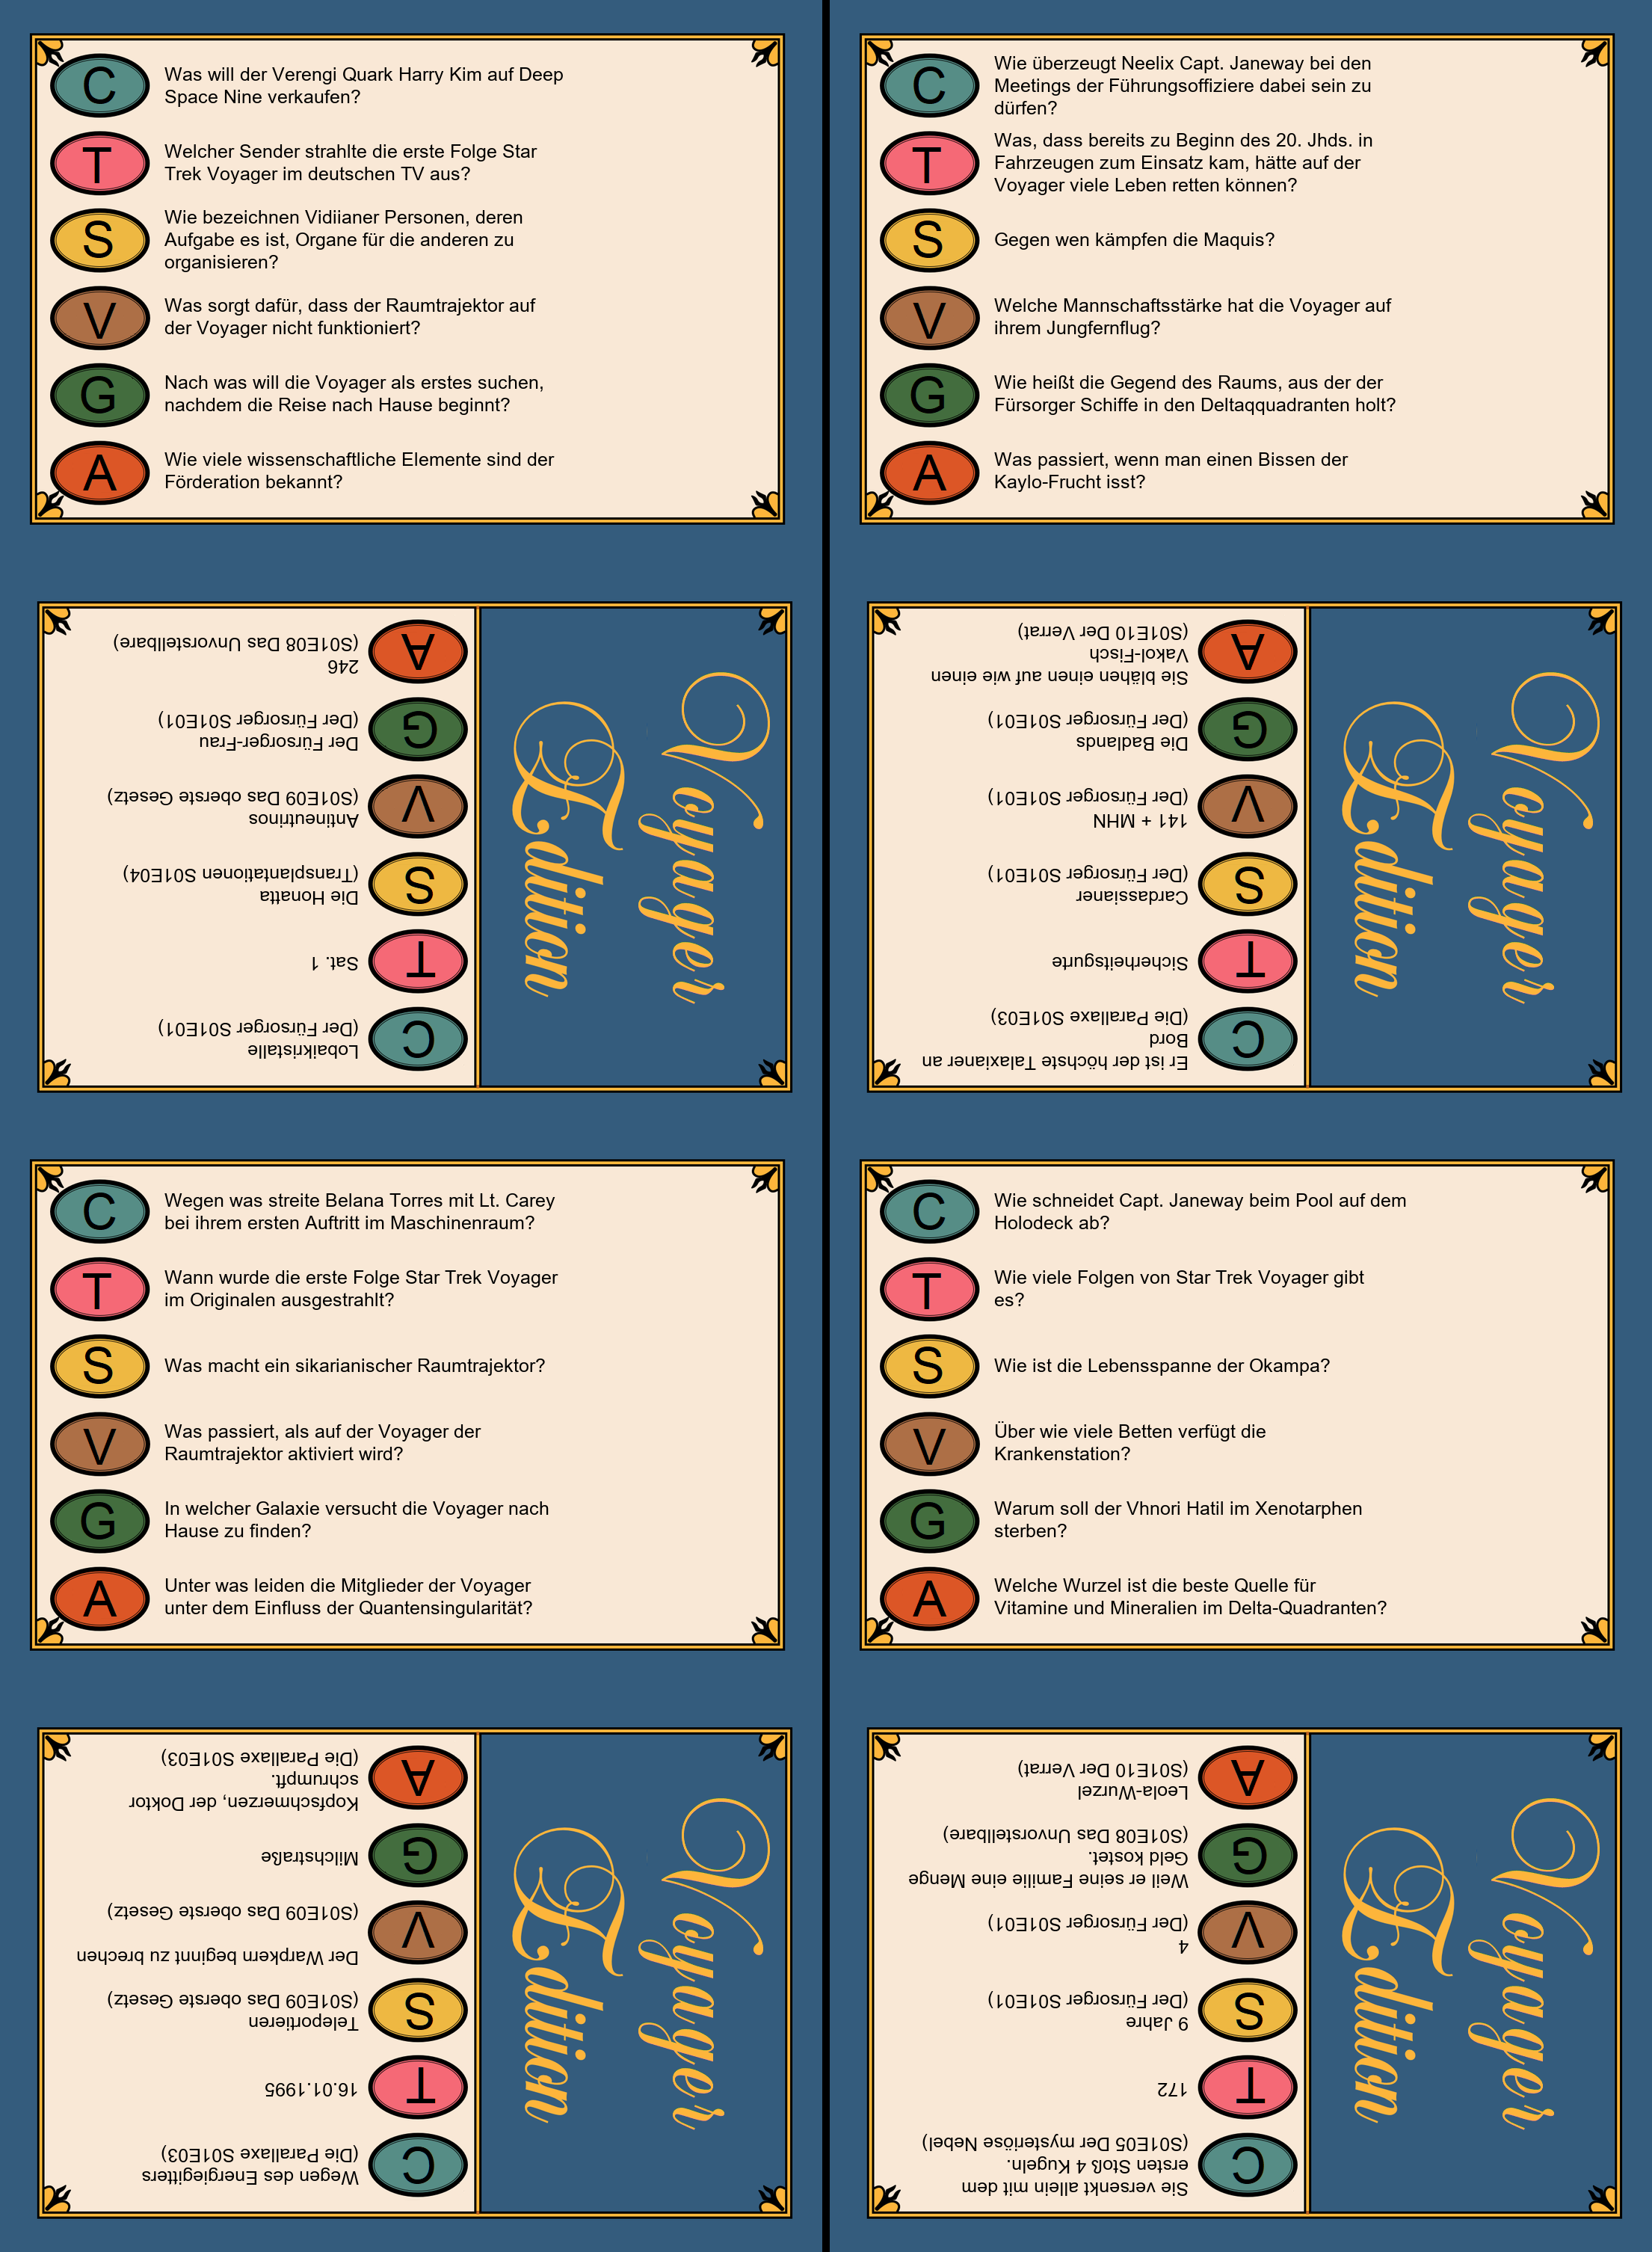 C
Was will der Verengi Quark Harry Kim auf Deep
Space Nine verkaufen?
T
Welcher Sender strahlte die erste Folge Star
Trek Voyager im deutschen TV aus?
S
Wie bezeichnen Vidiianer Personen, deren
Aufgabe es ist, Organe für die anderen zu
organisieren?
V
Was sorgt dafür, dass der Raumtrajektor auf
der Voyager nicht funktioniert?
G
Nach was will die Voyager als erstes suchen,
nachdem die Reise nach Hause beginnt?
A
Wie viele wissenschaftliche Elemente sind der
Förderation bekannt?
C
Wie überzeugt Neelix Capt. Janeway bei den
Meetings der Führungsoffiziere dabei sein zu
dürfen?
T
Was, dass bereits zu Beginn des 20. Jhds. in
Fahrzeugen zum Einsatz kam, hätte auf der
Voyager viele Leben retten können?
S
Gegen wen kämpfen die Maquis?
V
Welche Mannschaftsstärke hat die Voyager auf
ihrem Jungfernflug?
G
Wie heißt die Gegend des Raums, aus der der
Fürsorger Schiffe in den Deltaqquadranten holt?
A
Was passiert, wenn man einen Bissen der
Kaylo-Frucht isst?
Voyager
Edition
C
Lobaikristalle
(Der Fürsorger S01E01)
T
Sat. 1
S
Die Honatta
(Transplantationen S01E04)
V
Antineutrinos
(S01E09 Das oberste Gesetz)
G
Der Fürsorger-Frau
(Der Fürsorger S01E01)
A
246
(S01E08 Das Unvorstellbare)
Voyager
Edition
C
Er ist der höchste Talaxianer an
Bord
(Die Parallaxe S01E03)
T
Sicherheitsgurte
S
Cardassianer
(Der Fürsorger S01E01)
V
141 + MHN
(Der Fürsorger S01E01)
G
Die Badlands
(Der Fürsorger S01E01)
A
Sie blähen einen auf wie einen
Vakol-Fisch
(S01E10 Der Verrat)
C
Wegen was streite Belana Torres mit Lt. Carey
bei ihrem ersten Auftritt im Maschinenraum?
T
Wann wurde die erste Folge Star Trek Voyager
im Originalen ausgestrahlt?
S
Was macht ein sikarianischer Raumtrajektor?
V
Was passiert, als auf der Voyager der
Raumtrajektor aktiviert wird?
G
In welcher Galaxie versucht die Voyager nach
Hause zu finden?
A
Unter was leiden die Mitglieder der Voyager
unter dem Einfluss der Quantensingularität?
C
Wie schneidet Capt. Janeway beim Pool auf dem
Holodeck ab?
T
Wie viele Folgen von Star Trek Voyager gibt
es?
S
Wie ist die Lebensspanne der Okampa?
V
Über wie viele Betten verfügt die
Krankenstation?
G
Warum soll der Vhnori Hatil im Xenotarphen
sterben?
A
Welche Wurzel ist die beste Quelle für
Vitamine und Mineralien im Delta-Quadranten?
Voyager
Edition
C
Wegen des Energiegitters
(Die Parallaxe S01E03)
T
16.01.1995
S
Teleportieren
(S01E09 Das oberste Gesetz)
V
Der Warpkern beginnt zu brechen
(S01E09 Das oberste Gesetz)
G
Milchstraße
A
Kopfschmerzen, der Doktor
schrumpft.
(Die Parallaxe S01E03)
Voyager
Edition
C
Sie versenkt allein mit dem
ersten Stoß 4 Kugeln.
(S01E05 Der mysteriöse Nebel)
T
172
S
9 Jahre
(Der Fürsorger S01E01)
V
4
(Der Fürsorger S01E01)
G
Weil er seine Familie eine Menge
Geld kostet.
(S01E08 Das Unvorstellbare)
A
Leola-Wurzel
(S01E10 Der Verrat)